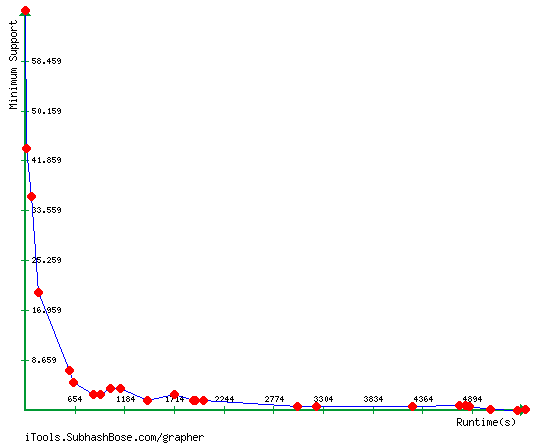 Minimum Support
58.459
50.159
41.859
33.559
25.259
16.959
8.659
654 1184 1714 2244 2774 3304 3834 4364 4894
Runtime(s)
iTools.SubhashBose.com/grapher